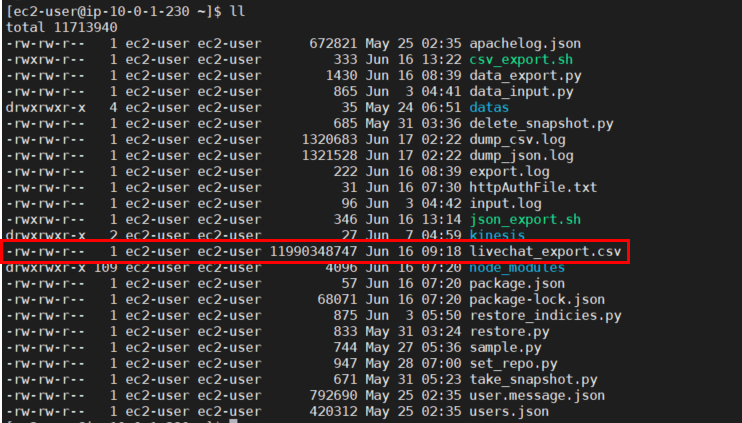 [ec2-user@ip-10-0-1-230 ~]$ ll
total 11713940
-rw-rw-r-- 1 ec2-user ec2-user 672821 May 25 02:35 apachelog.json
-rwxrw-r-- 1 ec2-user ec2-user 333 Jun 16 13:22 csv_export.sh
-rw-rw-r-- 1 ec2-user ec2-user 1430 Jun 16 08:39 data_export.py
-rw-rw-r-- 1 ec2-user ec2-user 865 Jun 3 04:41 data_input.py
drwxrwxr-x 4 ec2-user ec2-user 35 May 24 06:51 datas
-rw-rw-r-- 1 ec2-user ec2-user 685 May 31 03:36 delete_snapshot.py
-rw-rw-r-- 1 ec2-user ec2-user 1320683 Jun 17 02:22 dump_csv.log
-rw-rw-r-- 1 ec2-user ec2-user 1321528 Jun 17 02:22 dump_json.log
-rw-rw-r-- 1 ec2-user ec2-user 222 Jun 16 08:39 export.log
-rw-rw-r-- 1 ec2-user ec2-user 31 Jun 16 07:30 httpAuthFile.txt
-rw-rw-r-- 1 ec2-user ec2-user 96 Jun 3 04:42 input.log
-rwxrw-r-- 1 ec2-user ec2-user 346 Jun 16 13:14 json_export.sh
drwxrwxr-x 2 ec2-user ec2-user 27 Jun 7 04:59 kinesis
-rw-rw-r-- 1 ec2-user ec2-user 11990348747 Jun 16 09:18 livechat_export.csv
drwxrwxr-x 109 ec2-user ec2-user 4096 Jun 16 07:20 node_modules
-rw-rw-r-- 1 ec2-user ec2-user 57 Jun 16 07:20 package.json
-rw-rw-r-- 1 ec2-user ec2-user 68071 Jun 16 07:20 package-lock.json
-rw-rw-r-- 1 ec2-user ec2-user 875 Jun 3 05:50 restore_indicies.py
-rw-rw-r-- 1 ec2-user ec2-user 833 May 31 03:24 restore.py
-rw-rw-r-- 1 ec2-user ec2-user 744 May 27 05:36 sample.py
-rw-rw-r-- 1 ec2-user ec2-user 947 May 28 07:00 set_repo.py
-rw-rw-r-- 1 ec2-user ec2-user 671 May 31 05:23 take_snapshot.py
-rw-rw-r-- 1 ec2-user ec2-user 792690 May 25 02:35 user.message.json
-rw-rw-r-- 1 ec2-user ec2-user 420312 May 25 02:35 users.json